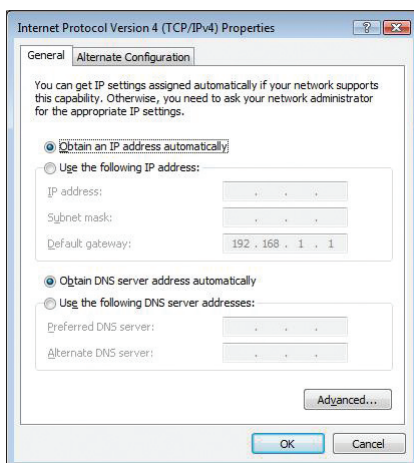 Internet Protocol Version 4 (TCP/IPv4) Properties
General
Alternate Configuration
You can get IP settings assigned automatically if your network supports
this capability. Otherwise, you need to ask your network administrator
for the appropriate IP settings.
Obtain an IP address automatically
Use the following IP address:
IP address:
Subnet mask:
Default gateway:
192 . 168 . 1 . 1
Obtain DNS server address automatically
Use the following DNS server addresses:
Preferred DNS server:
Alternate DNS server:
Advanced...
OK
Cancel